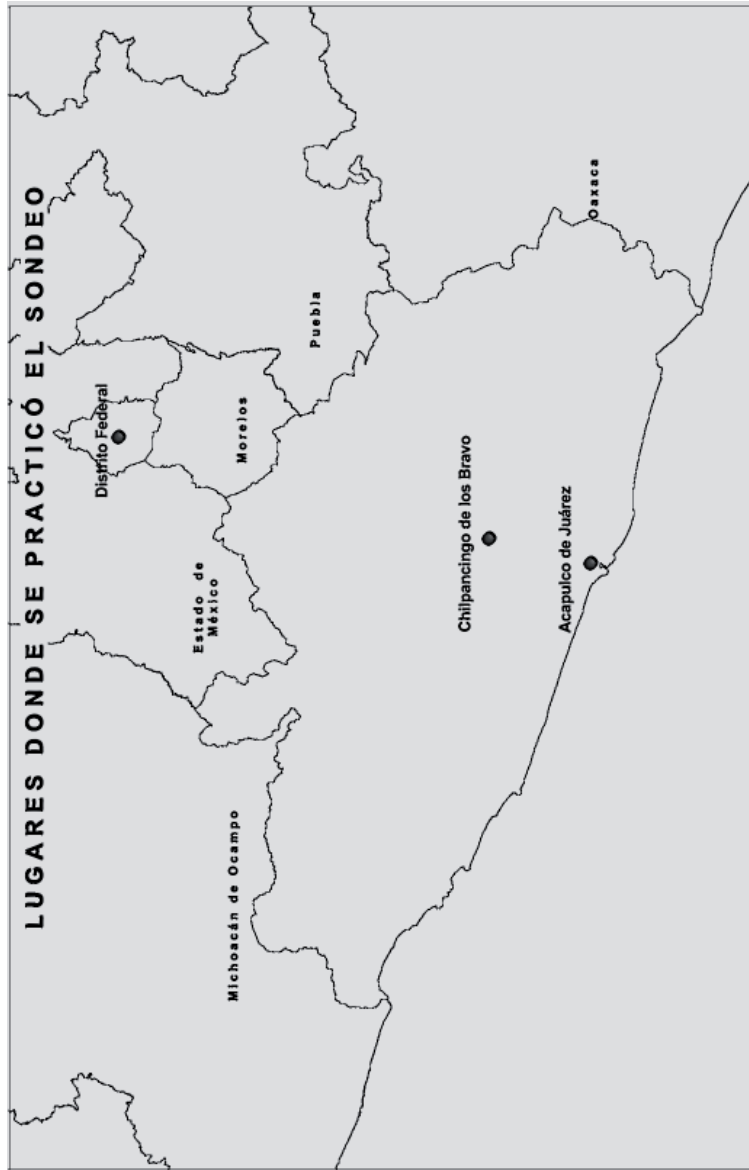 LUGARES DONDE SE PRACTICÓ EL SONDEO
Distrito Federal
Estado de
México
Morelos
Michoacán de Ocampo
Puebla
Chilpancingo de los Bravo
Acapulco de Juárez
Oaxaca